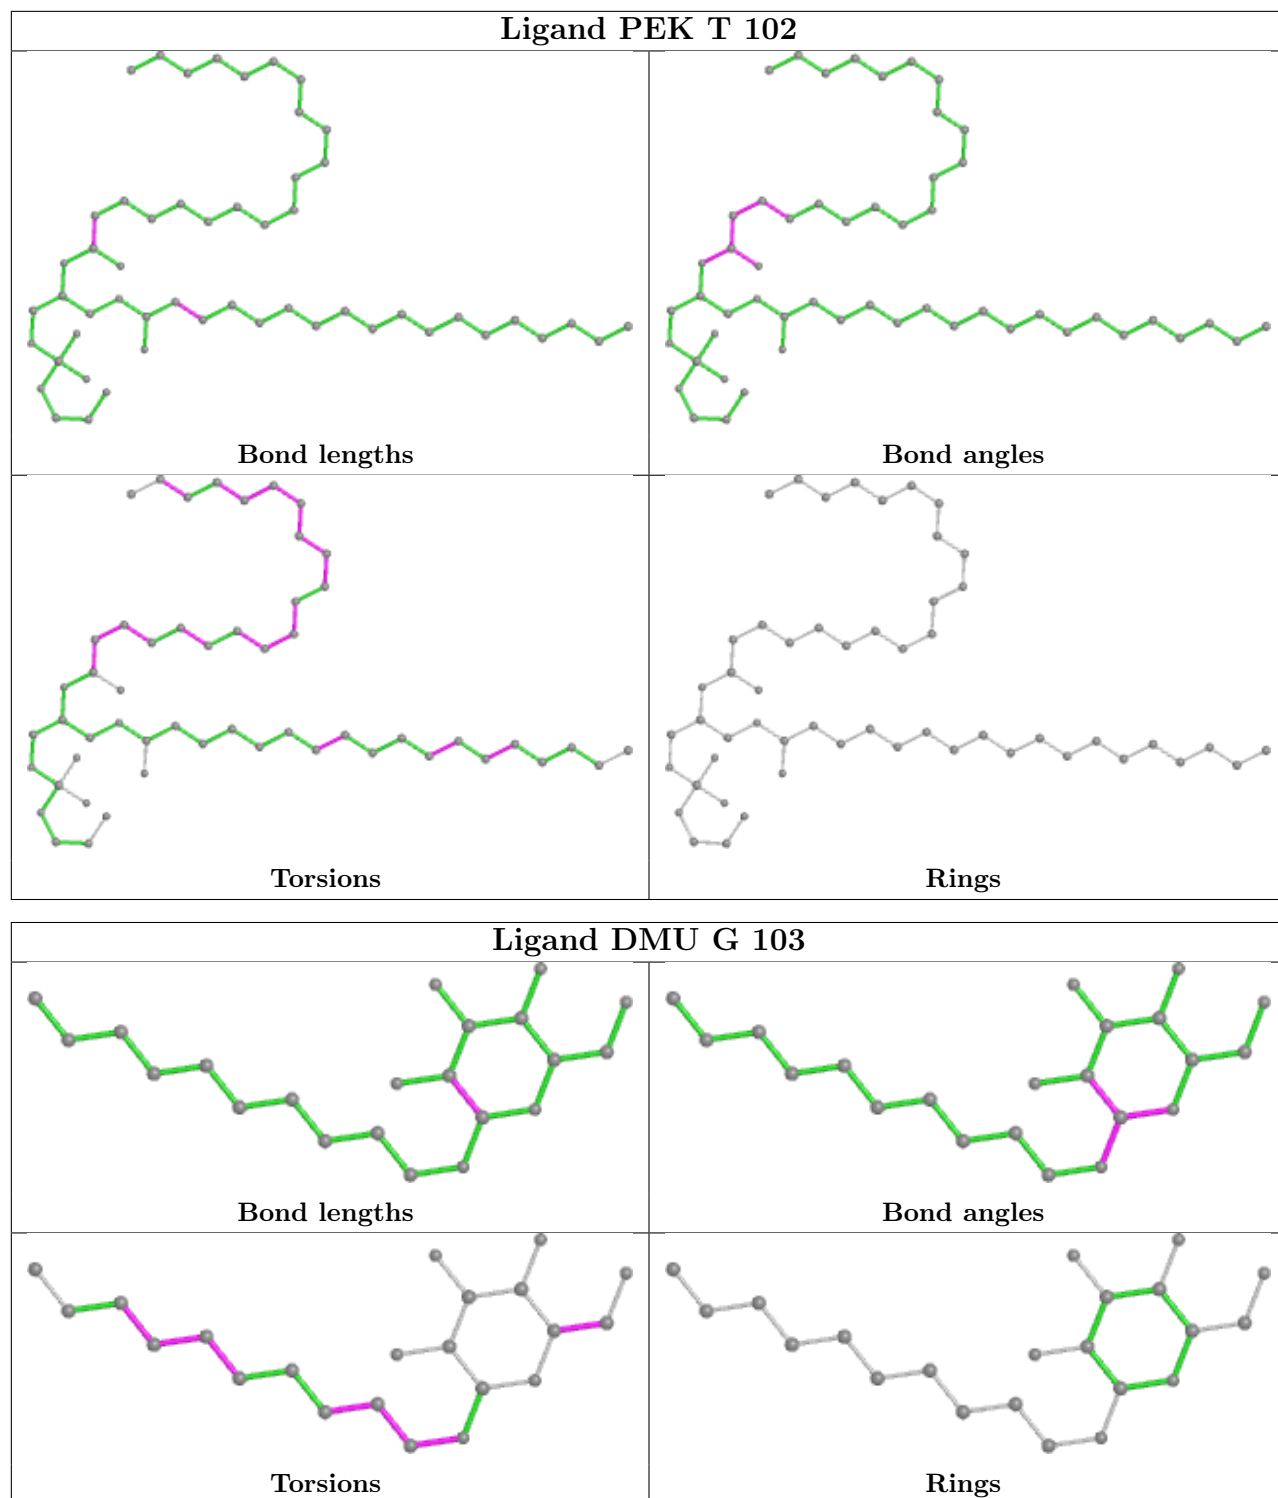 Ligand PEK T 102
Bond lengths
Bond angles
Torsions
Rings
Ligand DMU G 103
Bond lengths
Bond angles
Torsions
Rings